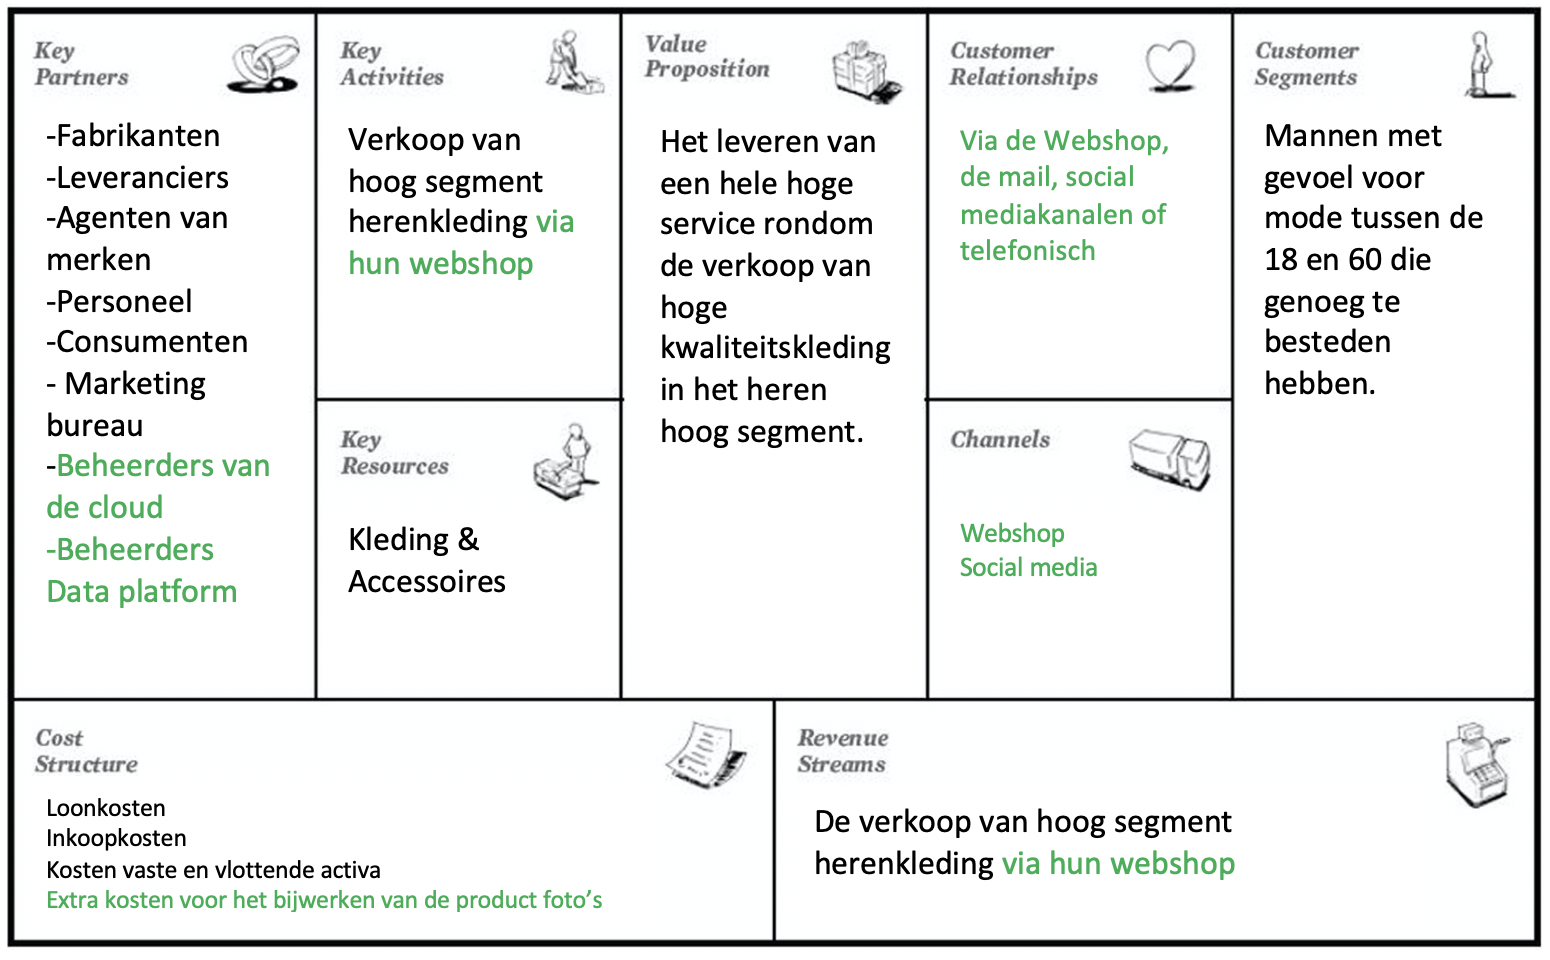 Key
Partners
-Fabrikanten
-Leveranciers
-Agenten van
merken
-Personeel
-Consumenten
- Marketing
bureau
-Beheerders van
de cloud
-Beheerders
Data platform
Key
Activities
Verkoop van
hoog segment
herenkleding via
hun webshop
Key
Resources
Kleding &
Accessoires
Value
Proposition
Het leveren van
een hele hoge
service rondom
de verkoop van
hoge
kwaliteitskleding
in het heren
hoog segment.
Customer
Relationships
Via de Webshop,
de mail, social
mediakanalen of
telefonisch
Channels
Webshop
Social media
Customer
Segments
Mannen met
gevoel voor
mode tussen de
18 en 60 die
genoeg te
besteden
hebben.
Cost
Structure
Loonkosten
Inkoopkosten
Kosten vaste en vlottende activa
Extra kosten voor het bijwerken van de product foto's
Revenue
Streams
De verkoop van hoog segment
herenkleding via hun webshop